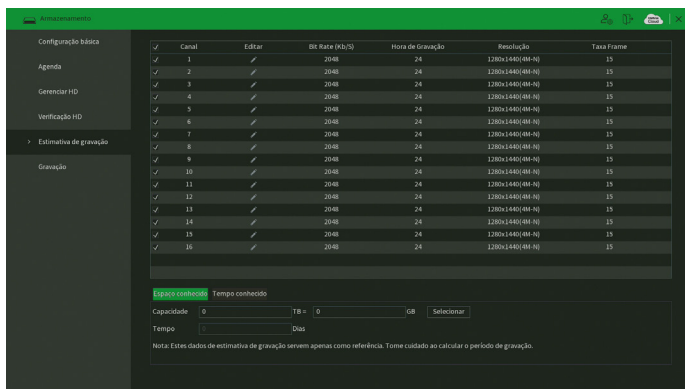 Armazenamento
Configuração básica
Agenda
Gerenciar HD
Verificação HD
> Estimativa de gravação
Gravação
Canal Editar Bit Rate (Kb/S) Hora de Gravação Resolução Taxa Frame
1 2048 24 1280x1440(4M-N) 15
2 2048 24 1280x1440(4M-N) 15
3 2048 24 1280x1440(4M-N) 15
4 2048 24 1280x1440(4M-N) 15
5 2048 24 1280x1440(4M-N) 15
6 2048 24 1280x1440(4M-N) 15
7 2048 24 1280x1440(4M-N) 15
8 2048 24 1280x1440(4M-N) 15
9 2048 24 1280x1440(4M-N) 15
10 2048 24 1280x1440(4M-N) 15
11 2048 24 1280x1440(4M-N) 15
12 2048 24 1280x1440(4M-N) 15
13 2048 24 1280x1440(4M-N) 15
14 2048 24 1280x1440(4M-N) 15
15 2048 24 1280x1440(4M-N) 15
16 2048 24 1280x1440(4M-N) 15
Espaço conhecido Tempo conhecido
Capacidade 0 TB = 0 GB Selecionar
Tempo 0 Dias
Nota: Estes dados de estimativa de gravação servem apenas como referência. Tome cuidado ao calcular o período de gravação.